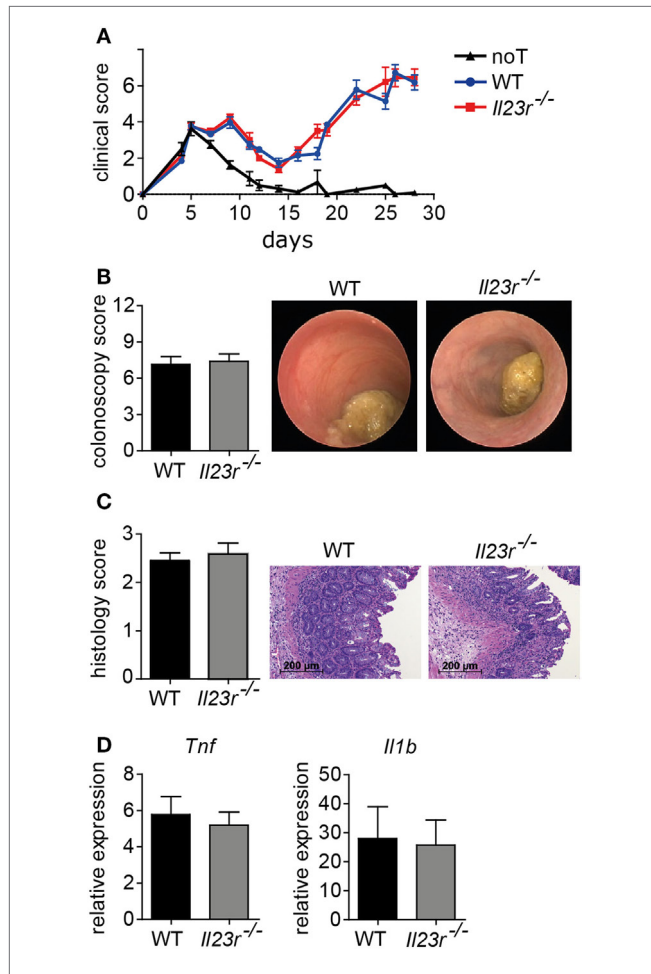 A
clinical score
6
4
2
0
0 5 10 15 20 25 30
days
noT
WT
Il23r-/-
B
colonoscopy score
12
9
6
3
0
WT Il23r-/-
WT Il23r-/-
C
histology score
3
2
1
0
WT Il23r-/-
WT Il23r-/-
200 µm 200 µm
D
Tnf
relative expression
8
6
4
2
0
WT Il23r-/-
Il1b
relative expression
50
40
30
20
10
0
WT Il23r-/-